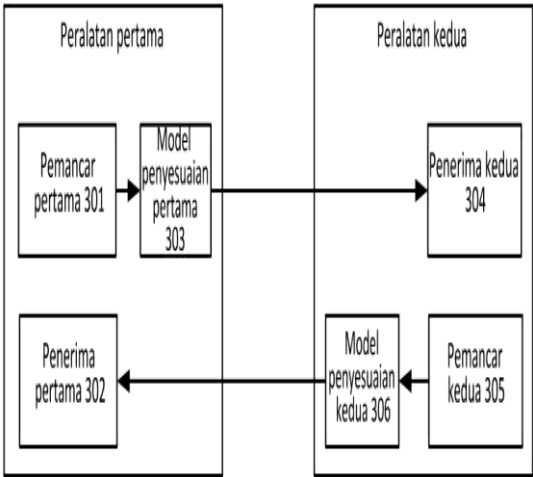 Peralatan pertama
Peralatan kedua
Pemancar
pertama 301
Model
penyesuaian
pertama
303
Penerima kedua
304
Penerima
pertama 302
Model
penyesuaian
kedua 306
Pemancar
kedua 305